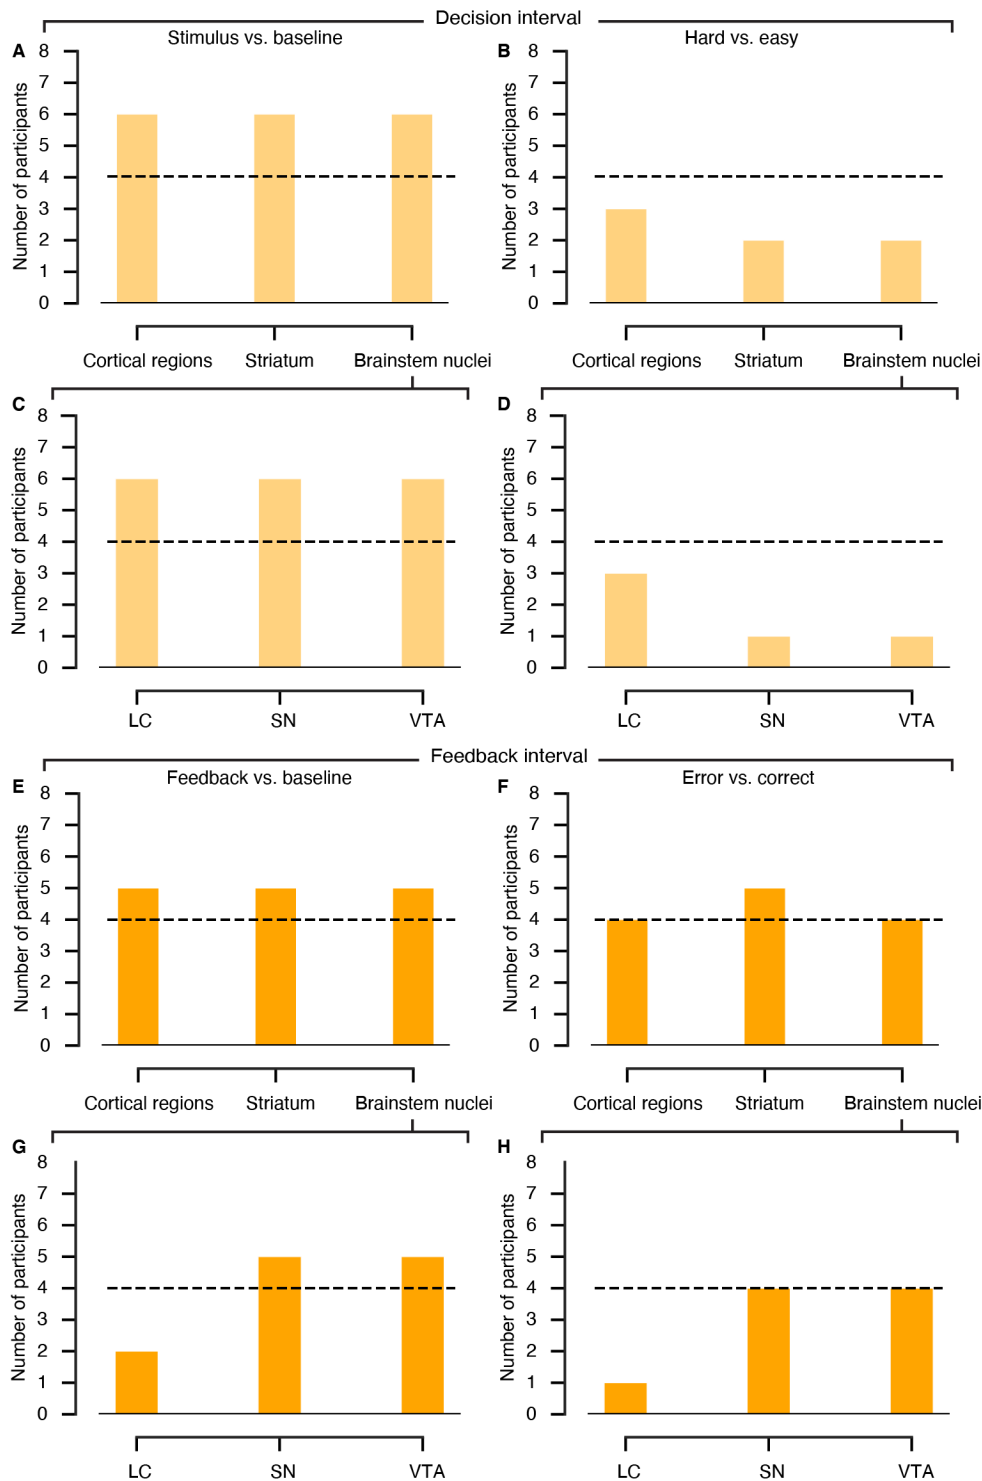 Decision interval
Stimulus vs. baseline
Hard vs. easy
A
B
8
7
6
5
4
3
2
1
0
Number of participants
8
7
6
5
4
3
2
1
0
Number of participants
Cortical regions Striatum Brainstem nuclei
Cortical regions Striatum Brainstem nuclei
C
D
8
7
6
5
4
3
2
1
0
Number of participants
8
7
6
5
4
3
2
1
0
Number of participants
LC SN VTA
LC SN VTA
Feedback interval
Feedback vs. baseline
Error vs. correct
E
F
8
7
6
5
4
3
2
1
0
Number of participants
8
7
6
5
4
3
2
1
0
Number of participants
Cortical regions Striatum Brainstem nuclei
Cortical regions Striatum Brainstem nuclei
G
H
8
7
6
5
4
3
2
1
0
Number of participants
8
7
6
5
4
3
2
1
0
Number of participants
LC SN VTA
LC SN VTA